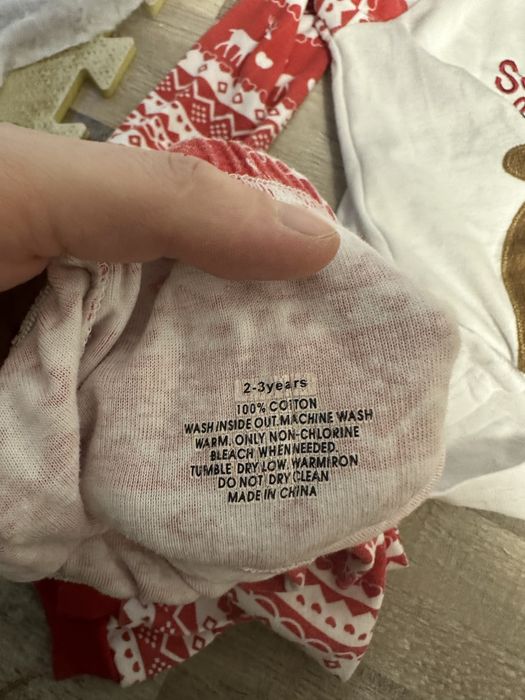 2-3years
100% COTTON
WASH INSIDE OUT. MACHINE WASH
WARM. ONLY NON-CHLORINE
BLEACH WHEN NEEDED.
TUMBLE DRY LOW. WARM IRON
DO NOT DRY CLEAN
MADE IN CHINA